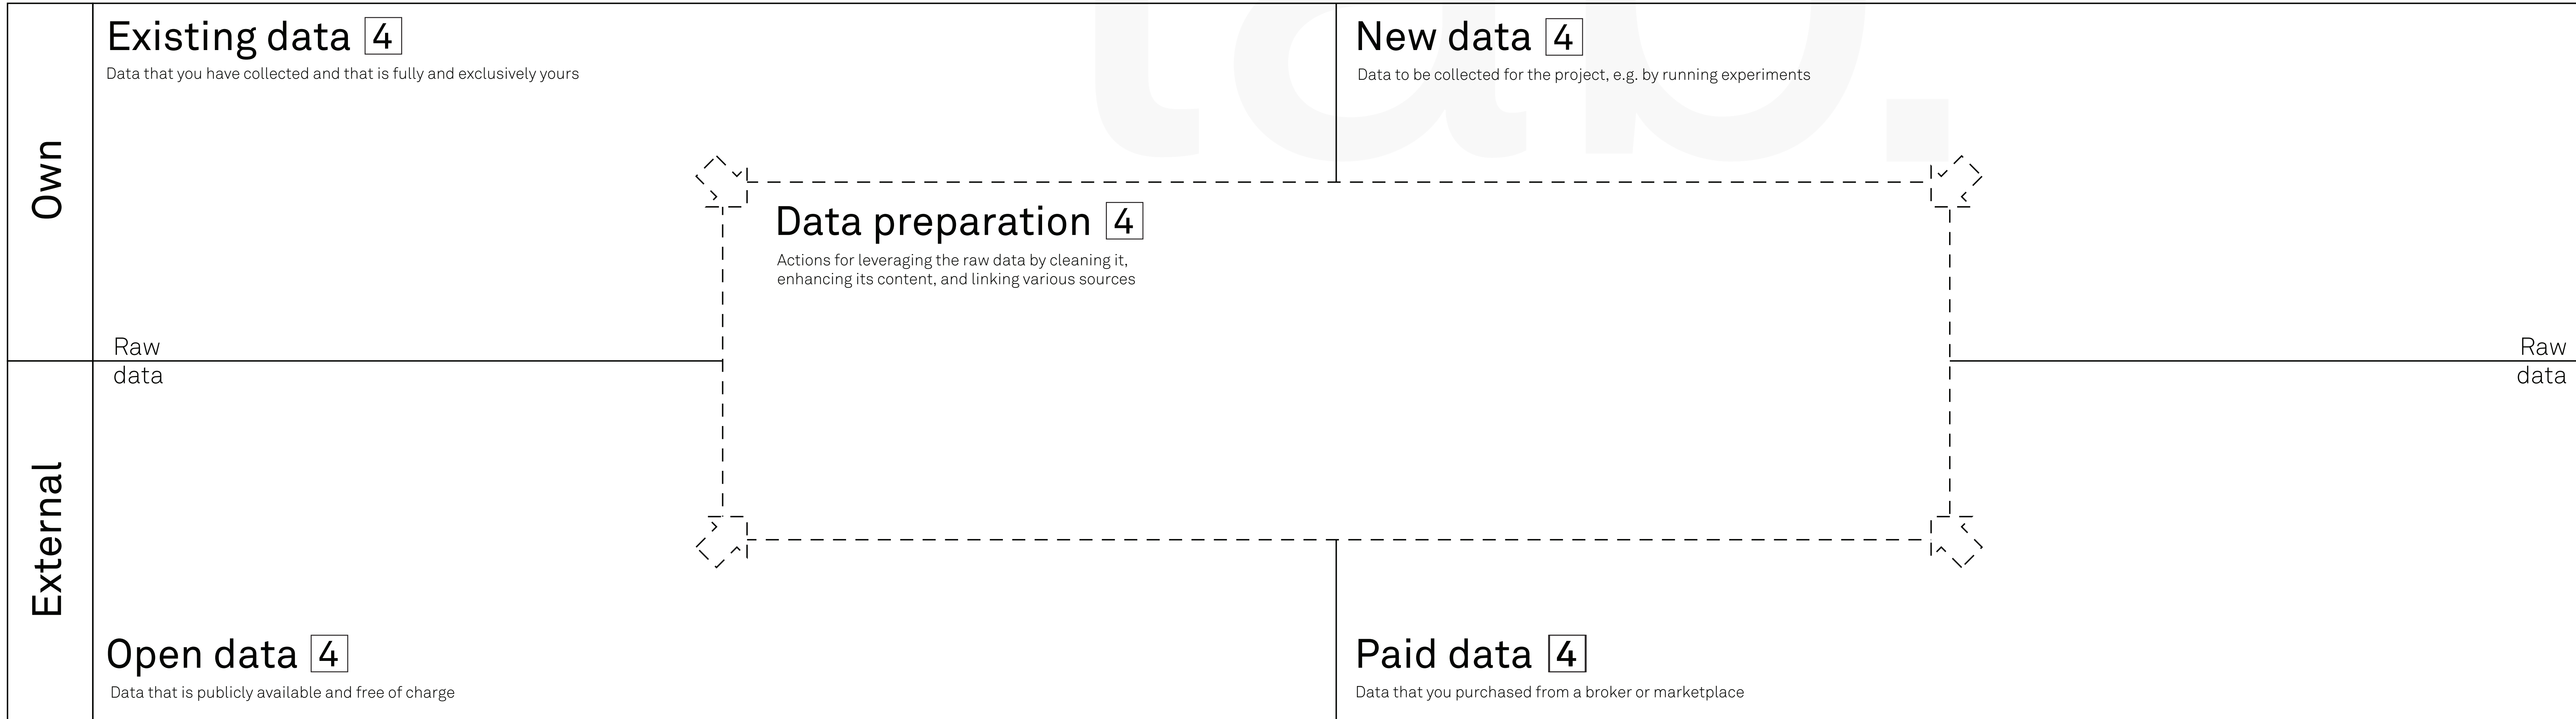 Existing data 4
Data that you have collected and that is fully and exclusively yours
New data 4
Data to be collected for the project, e.g. by running experiments
Own
Data preparation 4
Actions for leveraging the raw data by cleaning it,
enhancing its content, and linking various sources
Raw
data
Raw
data
External
Open data 4
Data that is publicly available and free of charge
Paid data 4
Data that you purchased from a broker or marketplace
lab.